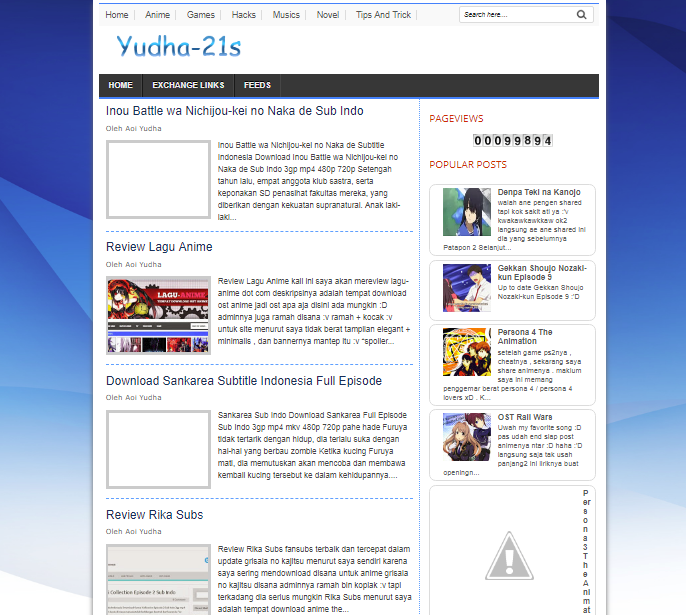 Home Anime Games Hacks Musics Novel Tips And Trick Search here...
Yudha-21s
HOME EXCHANGE LINKS FEEDS
Inou Battle wa Nichijou-kei no Naka de Sub Indo
Oleh Aoi Yudha
Inou Battle wa Nichijou-kei no Naka de Subtitle
Indonesia Download Inou Battle wa Nichijou-kei no
Naka de Sub Indo 3gp mp4 480p 720p Setengah
tahun lalu, empat anggota klub sastra, serta
keponakan SD penasihat fakultas mereka, yang
diberikan dengan kekuatan supranatural. Anak laki-
laki...
Review Lagu Anime
Oleh Aoi Yudha
LAGU-ANIME
Review Lagu Anime kali ini saya akan mereview lagu-
anime dot com deskripsinya adalah tempat download
ost anime jadi ost apa aja disini ada mungkin :D
adminnya juga ramah disana :v ramah + kocak :v
untuk site menurut saya tidak berat tampilan elegant +
minimalis , dan bannernya mantep itu :v "spoiler...
Download Sankarea Subtitle Indonesia Full Episode
Oleh Aoi Yudha
Sankarea Sub Indo Download Sankarea Full Episode
Sub Indo 3gp mp4 mkv 480p 720p pahe hade Furuya
tidak tertarik dengan hidup, dia terlalu suka dengan
hal-hal yang berbau zombie Ketika kucing Furuya
mati, dia memutuskan akan mencoba dan membawa
kembali kucing tersebut ke dalam kehidupannya....
Review Rika Subs
Oleh Aoi Yudha
i Collection Episode 2 Sub Indo
Review Rika Subs fansubs terbaik dan tercepat dalam
update grisaia no kajitsu menurut saya sendiri karena
saya sering mendownload disana untuk anime grisaia
no kajitsu disana adminnya ramah bin koplak :v tapi
terkadang dia serius mungkin Rika Subs menurut saya
adalah tempat download anime the...
PAGEVIEWS
00099894
POPULAR POSTS
Denpa Teki na Kanojo
walah ane pengen shared
tapi kok sakit ati ya :v
kwakawkawkkaw ok2
langsung ae ane shared ini
dia yang sebelumnya
Patapon 2 Selanjut...
Gekkan Shoujo Nozaki-
kun Episode 9
Up to date Gekkan Shoujo
Nozaki-kun Episode 9 :'D
Persona 4 The
Animation
setelah game ps2nya ,
cheatnya , sekarang saya
share animenya . maklum
saya ini memang
penggemar berat persona 4 / persona 4
lovers xD . K...
OST Rail Wars
Uwah my favorite song :D
pas udah end siap post
animenya ntar :D haha :'D
langsung saja tak usah
panjang2 ini liriknya buat
openingn...
P
er
s
o
n
a
3
T
h
e
A
ni
m
at